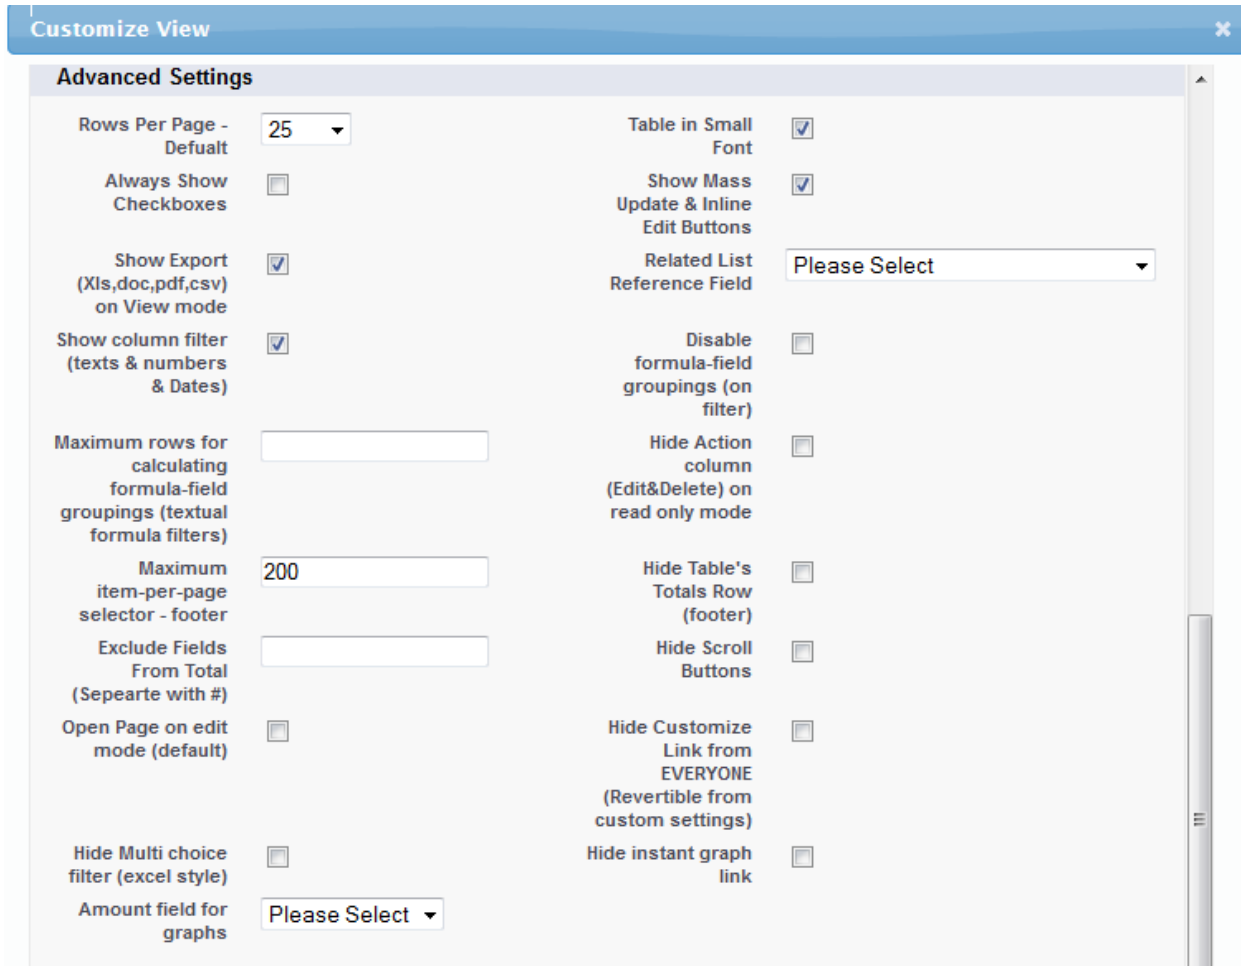 Customize View
Advanced Settings
Rows Per Page -
Defualt
25
Table in Small
Font
Always Show
Checkboxes
Show Mass
Update & Inline
Edit Buttons
Show Export
(Xls,doc,pdf,csv)
on View mode
Related List
Reference Field
Please Select
Show column filter
(texts & numbers
& Dates)
Disable
formula-field
groupings (on
filter)
Maximum rows for
calculating
formula-field
groupings (textual
formula filters)
Hide Action
column
(Edit&Delete) on
read only mode
Maximum
item-per-page
selector - footer
200
Hide Table's
Totals Row
(footer)
Exclude Fields
From Total
(Sepearte with #)
Hide Scroll
Buttons
Open Page on edit
mode (default)
Hide Customize
Link from
EVERYONE
(Revertible from
custom settings)
Hide Multi choice
filter (excel style)
Hide instant graph
link
Amount field for
graphs
Please Select